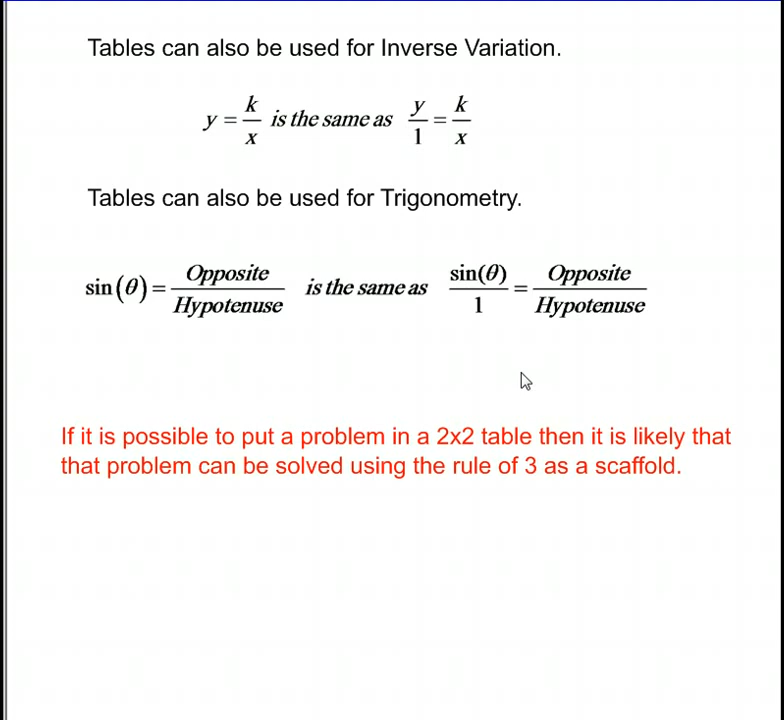 Tables can also be used for Inverse Variation.
y = k/x is the same as y/1 = k/x
Tables can also be used for Trigonometry.
sin(θ) = Opposite/Hypotenuse is the same as sin(θ)/1 = Opposite/Hypotenuse
If it is possible to put a problem in a 2x2 table then it is likely that
that problem can be solved using the rule of 3 as a scaffold.